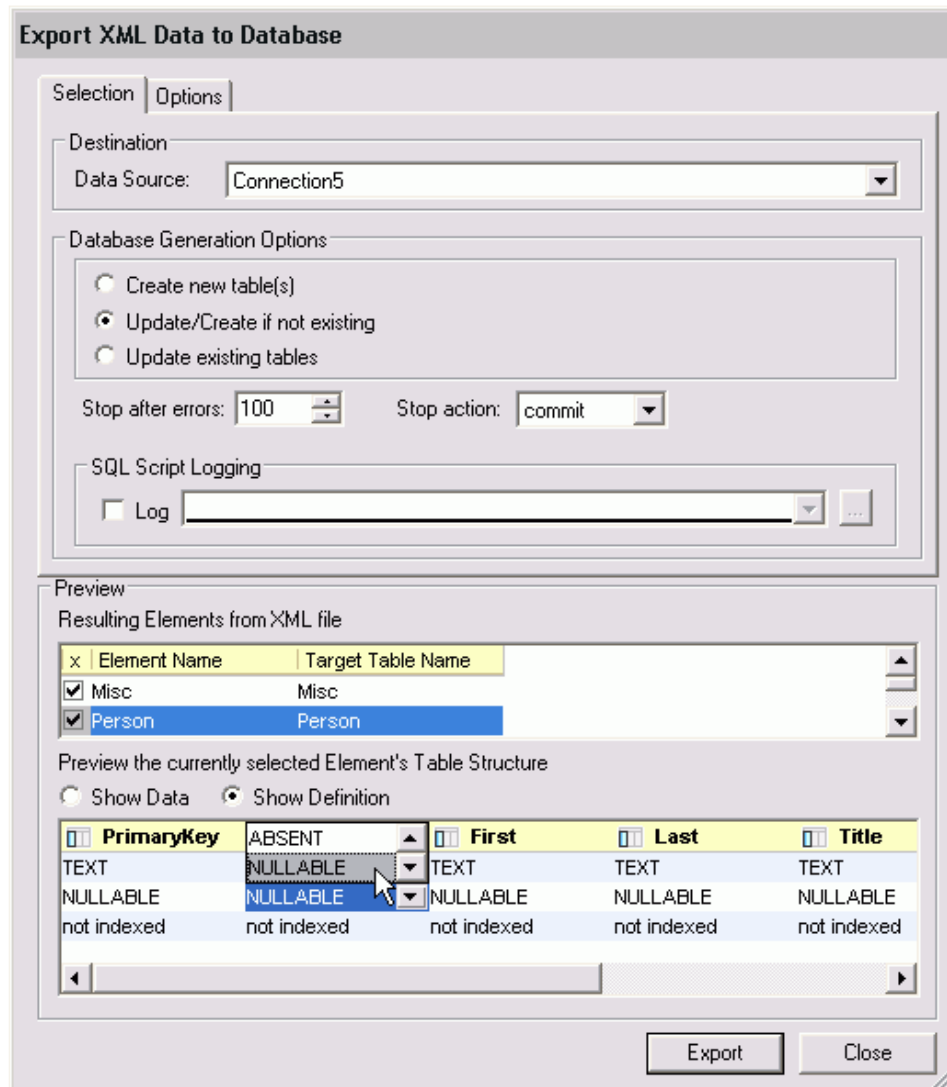 Export XML Data to Database
Selection Options
Destination
Data Source: Connection5
Database Generation Options
Create new table(s)
Update/Create if not existing
Update existing tables
Stop after errors: 100 Stop action: commit
SQL Script Logging
Log ...
Preview
Resulting Elements from XML file
x Element Name Target Table Name
Misc Misc
Person Person
Preview the currently selected Element's Table Structure
Show Data Show Definition
PrimaryKey ABSENT First Last Title
TEXT NULLABLE TEXT TEXT TEXT
NULLABLE NULLABLE NULLABLE NULLABLE NULLABLE
not indexed not indexed not indexed not indexed not indexed
Export Close